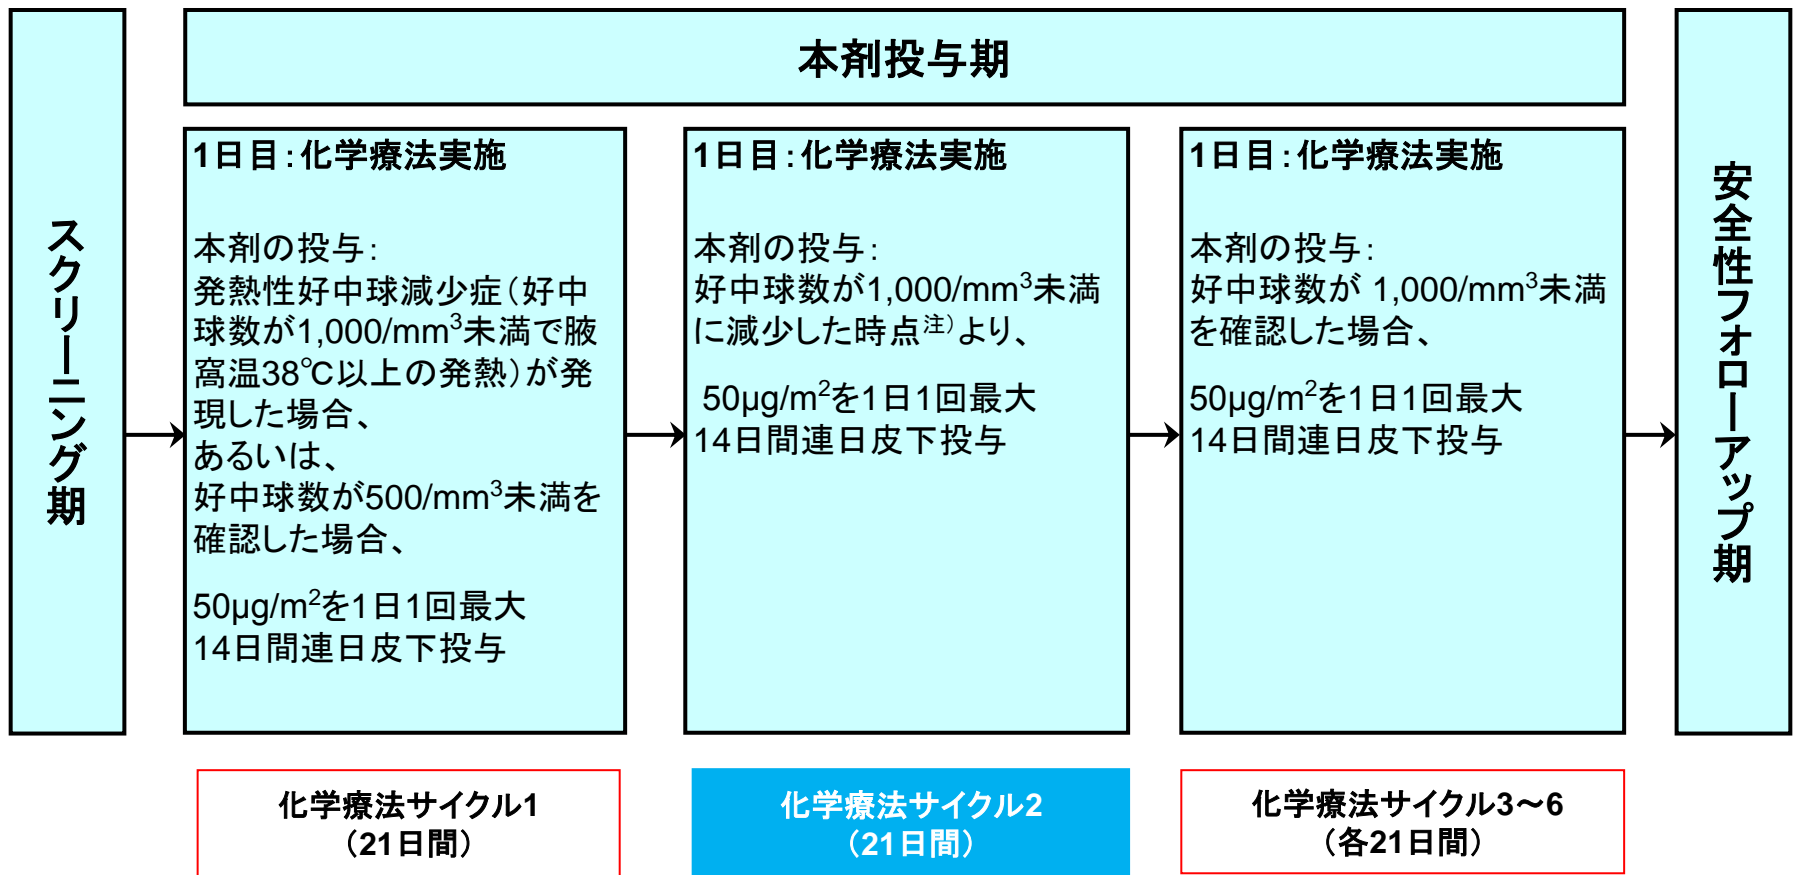 スクリーニング期
本剤投与期
1日目：化学療法実施
本剤の投与：
発熱性好中球減少症（好中
球数が1,000/mm³未満で腋
窩温38℃以上の発熱）が発
現した場合、
あるいは、
好中球数が500/mm³未満を
確認した場合、
50μg/m²を1日1回最大
14日間連日皮下投与
化学療法サイクル1
（21日間）
1日目：化学療法実施
本剤の投与：
好中球数が1,000/mm³未満
に減少した時点注）より、
50μg/m²を1日1回最大
14日間連日皮下投与
化学療法サイクル2
（21日間）
1日目：化学療法実施
本剤の投与：
好中球数が 1,000/mm³未満
を確認した場合、
50μg/m²を1日1回最大
14日間連日皮下投与
化学療法サイクル3～6
（各21日間）
安全性フォローアップ期